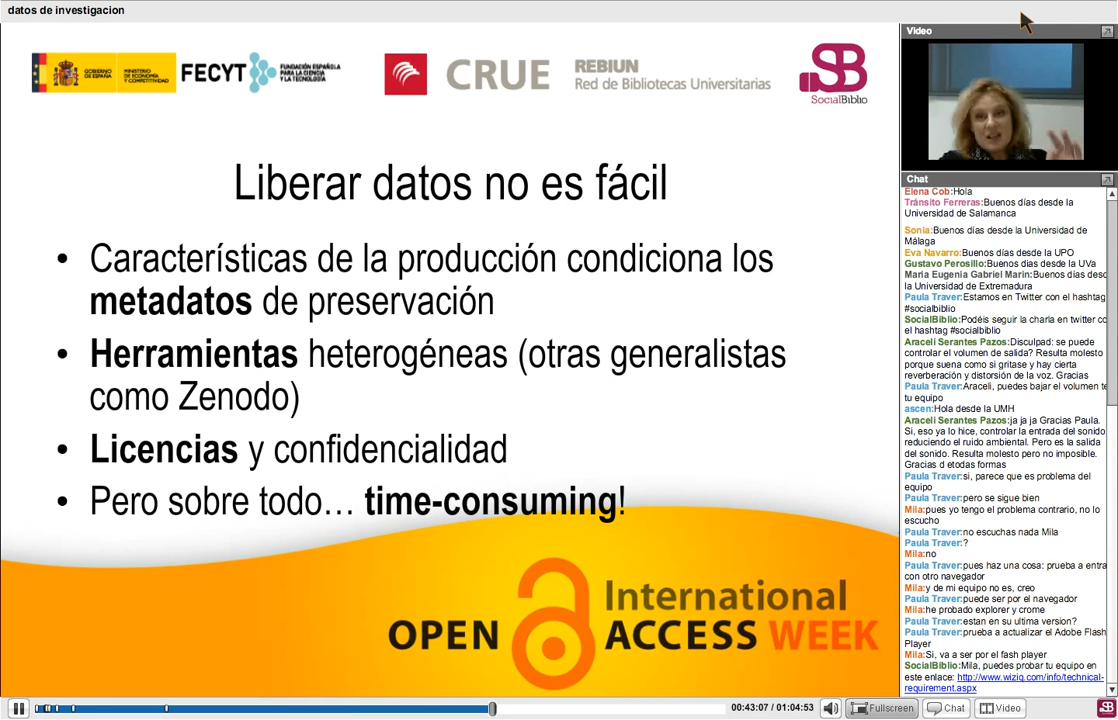 datos de investigacion
GOBIERNO
DE ESPAÑA
MINISTERIO
DE ECONOMÍA
Y COMPETITIVIDAD
FECYT
FUNDACIÓN ESPAÑOLA
PARA LA CIENCIA
Y LA TECNOLOGÍA
CRUE
REBIUN
Red de Bibliotecas Universitarias
SB
SocialBiblio
Liberar datos no es fácil
• Características de la producción condiciona los
metadatos de preservación
• Herramientas heterogéneas (otras generalistas
como Zenodo)
• Licencias y confidencialidad
• Pero sobre todo… time-consuming!
International
OPEN ACCESS WEEK
Video
Chat
Elena Cob:Hola
Tránsito Ferreras:Buenos días desde la
Universidad de Salamanca
Sonia:Buenos días desde la Universidad de
Málaga
Eva Navarro:Buenos días desde la UPO
Gustavo Perosillo:Buenos dias desde la UVa
Maria Eugenia Gabriel Marin:Buenos días desd
la Universidad de Extremadura
Paula Traver:Estamos en Twitter con el hashtag
#socialbiblio
SocialBiblio:Podéis seguir la charla en twitter co
el hashtag #socialbiblio
Araceli Serantes Pazos:Disculpad: se puede
controlar el volumen de salida? Resulta molesto
porque suena como si gritase y hay cierta
reverberación y distorsión de la voz. Gracias
Paula Traver:Araceli, puedes bajar el volumen te
tu equipo
ascen:Hola desde la UMH
Araceli Serantes Pazos:ja ja ja Gracias Paula.
Si, eso ya lo hice, controlar la entrada del sonido
reduciendo el ruido ambiental. Pero es la salida
del sonido. Resulta molesto pero no imposible.
Gracias d etodas formas
Paula Traver:si, parece que es problema del
equipo
Paula Traver:pero se sigue bien
Mila:pues yo tengo el problema contrario, no lo
escucho
Paula Traver:no escuchas nada Mila
Paula Traver:?
Mila:no
Paula Traver:pues haz una cosa: prueba a entra
con otro navegador
Mila:y de mi equipo no es, creo
Paula Traver:puede ser por el navegador
Mila:he probado explorer y crome
Paula Traver:estan en su ultima version?
Paula Traver:prueba a actualizar el Adobe Flash
Player
Mila:Si, va a ser por el fash player
SocialBiblio:Mila, puedes probar tu equipo en
este enlace: http://www.wiziq.com/info/technical-
requirement.aspx
00:43:07 / 01:04:53
Fullscreen
Chat
Video
SB